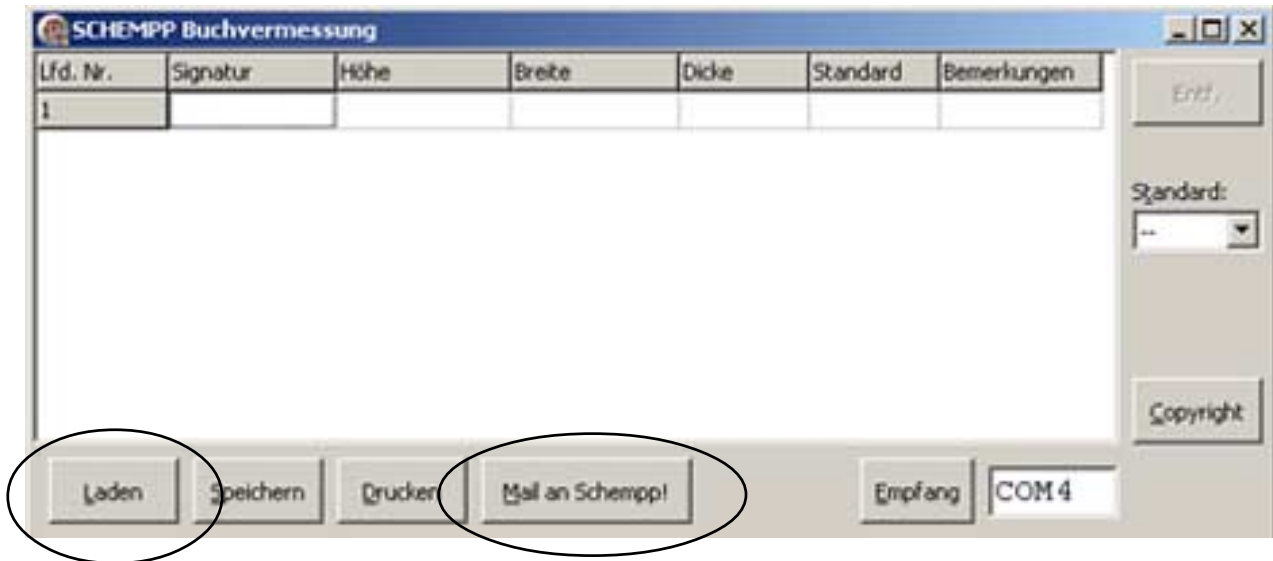 SCHEMPP Buchvermessung
Lfd. Nr. Signatur Höhe Breite Dicke Standard Bemerkungen
1
Entf.
Standard:
--
Copyright
Laden Speichern Drucken Mail an Schempp! Empfang COM4